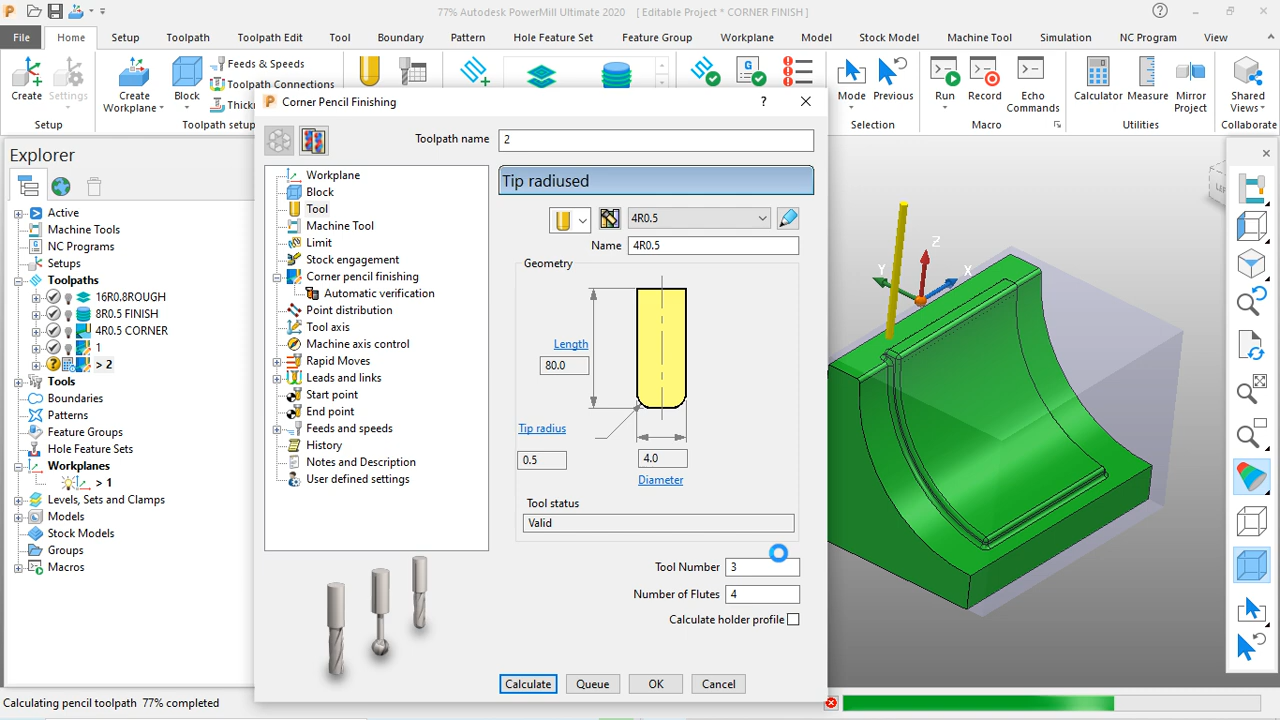 77% Autodesk PowerMill Ultimate 2020 [ Editable Project * CORNER FINISH ]
File Home Setup Toolpath Toolpath Edit Tool Boundary Pattern Hole Feature Set Feature Group Workplane Model Stock Model Machine Tool Simulation NC Program View
Create
Settings
Setup
Create
Workplane
Block
Feeds & Speeds
Toolpath Connections
Thick
Toolpath setup
Mode
Previous
Selection
Run
Record
Echo
Commands
Macro
Calculator
Measure
Mirror
Project
Utilities
Shared
Views
Collaborate
Explorer
Active
Machine Tools
NC Programs
Setups
Toolpaths
16R0.8ROUGH
8R0.5 FINISH
4R0.5 CORNER
1
> 2
Tools
Boundaries
Patterns
Feature Groups
Hole Feature Sets
Workplanes
> 1
Levels, Sets and Clamps
Models
Stock Models
Groups
Macros
Corner Pencil Finishing
Toolpath name 2
Workplane
Block
Tool
Machine Tool
Limit
Stock engagement
Corner pencil finishing
Automatic verification
Point distribution
Tool axis
Machine axis control
Rapid Moves
Leads and links
Start point
End point
Feeds and speeds
History
Notes and Description
User defined settings
Tip radiused
4R0.5
Name 4R0.5
Geometry
Length
80.0
Tip radius
0.5
4.0
Diameter
Tool status
Valid
Tool Number 3
Number of Flutes 4
Calculate holder profile
Calculate Queue OK Cancel
Z
Y
X
Calculating pencil toolpath 77% completed